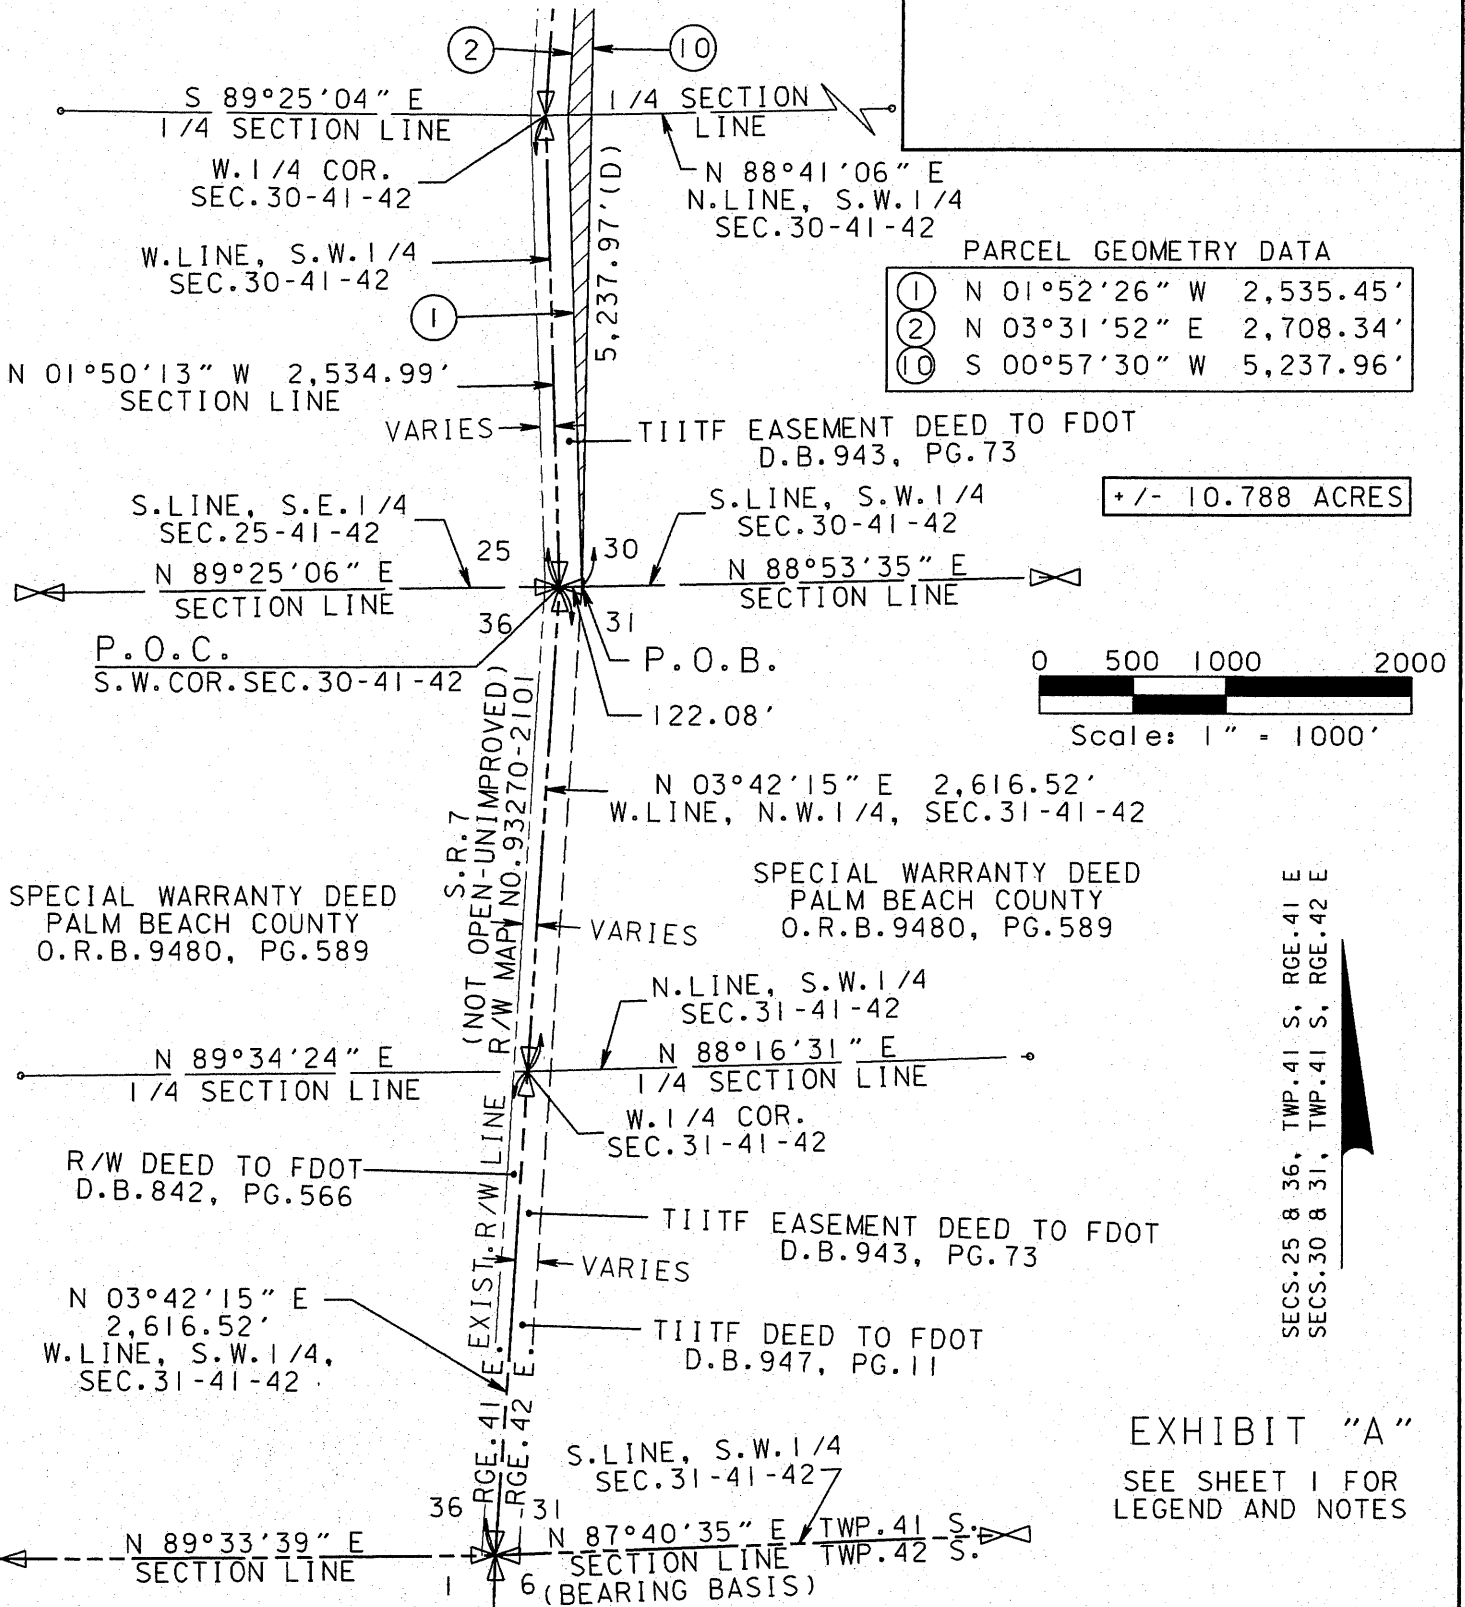 2
10
S 89°25'04" E
1/4 SECTION LINE
1/4 SECTION
LINE
W.1/4 COR.
SEC.30-41-42
N 88°41'06" E
N.LINE, S.W.1/4
SEC.30-41-42
5,237.97'(D)
W.LINE, S.W.1/4
SEC.30-41-42
1
PARCEL GEOMETRY DATA
1 N 01°52'26" W 2,535.45'
2 N 03°31'52" E 2,708.34'
10 S 00°57'30" W 5,237.96'
N 01°50'13" W 2,534.99'
SECTION LINE
VARIES
TIITF EASEMENT DEED TO FDOT
D.B.943, PG.73
+/- 10.788 ACRES
S.LINE, S.E.1/4
SEC.25-41-42
S.LINE, S.W.1/4
SEC.30-41-42
25
30
N 89°25'06" E
SECTION LINE
N 88°53'35" E
SECTION LINE
36
31
P.O.C.
S.W.COR.SEC.30-41-42
P.O.B.
122.08'
0 500 1000 2000
Scale: 1" = 1000'
N 03°42'15" E 2,616.52'
W.LINE, N.W.1/4, SEC.31-41-42
S.R.7
(NOT OPEN-UNIMPROVED)
R/W MAP NO.93270-2101
SPECIAL WARRANTY DEED
PALM BEACH COUNTY
O.R.B.9480, PG.589
SPECIAL WARRANTY DEED
PALM BEACH COUNTY
O.R.B.9480, PG.589
VARIES
N.LINE, S.W.1/4
SEC.31-41-42
N 89°34'24" E
1/4 SECTION LINE
N 88°16'31" E
1/4 SECTION LINE
W.1/4 COR.
SEC.31-41-42
R/W DEED TO FDOT
D.B.842, PG.566
EXIST.R/W LINE
TIITF EASEMENT DEED TO FDOT
D.B.943, PG.73
VARIES
SECS.25 & 36, TWP.41 S, RGE.41 E
SECS.30 & 31, TWP.41 S, RGE.42 E
N 03°42'15" E
2,616.52'
W.LINE, S.W.1/4,
SEC.31-41-42
TIITF DEED TO FDOT
D.B.947, PG.11
RGE.41 E.
RGE.42 E.
EXHIBIT "A"
SEE SHEET 1 FOR
LEGEND AND NOTES
S.LINE, S.W.1/4
SEC.31-41-42
36
31
N 89°33'39" E
SECTION LINE
N 87°40'35" E
SECTION LINE
(BEARING BASIS)
TWP.41 S.
TWP.42 S.
1
6